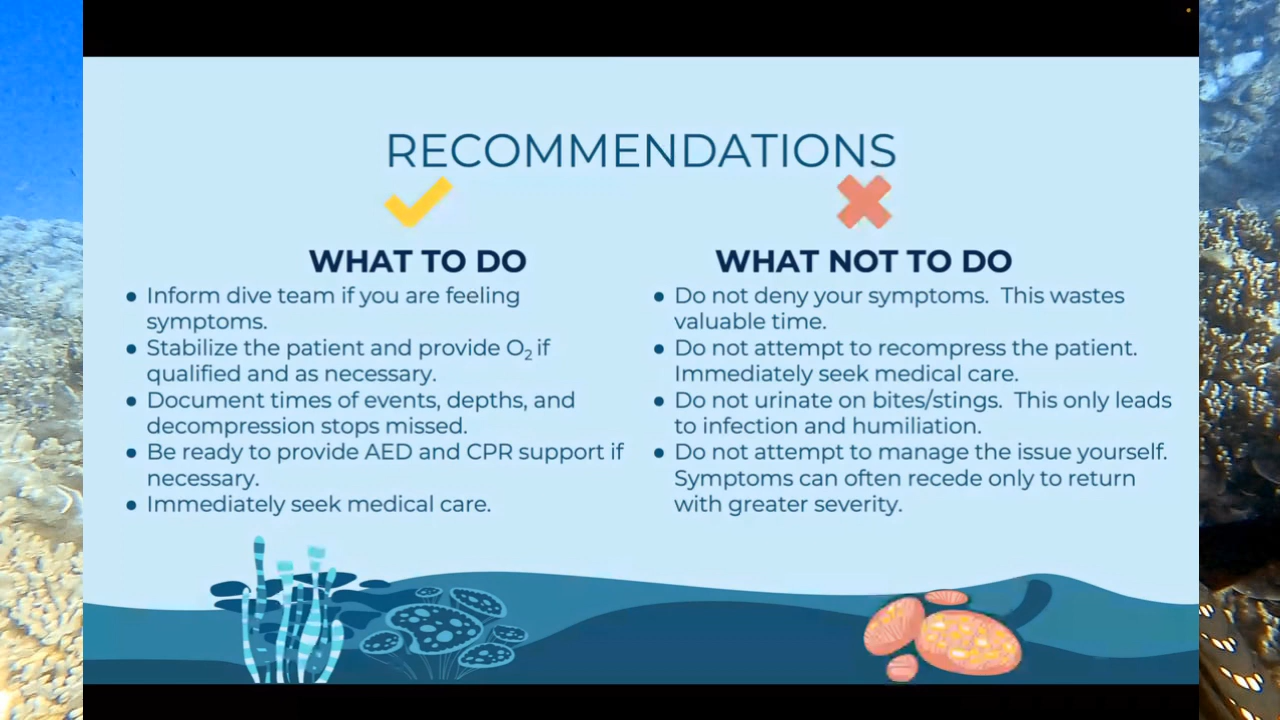 RECOMMENDATIONS
WHAT TO DO
• Inform dive team if you are feeling
symptoms.
• Stabilize the patient and provide O₂ if
qualified and as necessary.
• Document times of events, depths, and
decompression stops missed.
• Be ready to provide AED and CPR support if
necessary.
• Immediately seek medical care.
WHAT NOT TO DO
• Do not deny your symptoms.  This wastes
valuable time.
• Do not attempt to recompress the patient.
Immediately seek medical care.
• Do not urinate on bites/stings.  This only leads
to infection and humiliation.
• Do not attempt to manage the issue yourself.
Symptoms can often recede only to return
with greater severity.